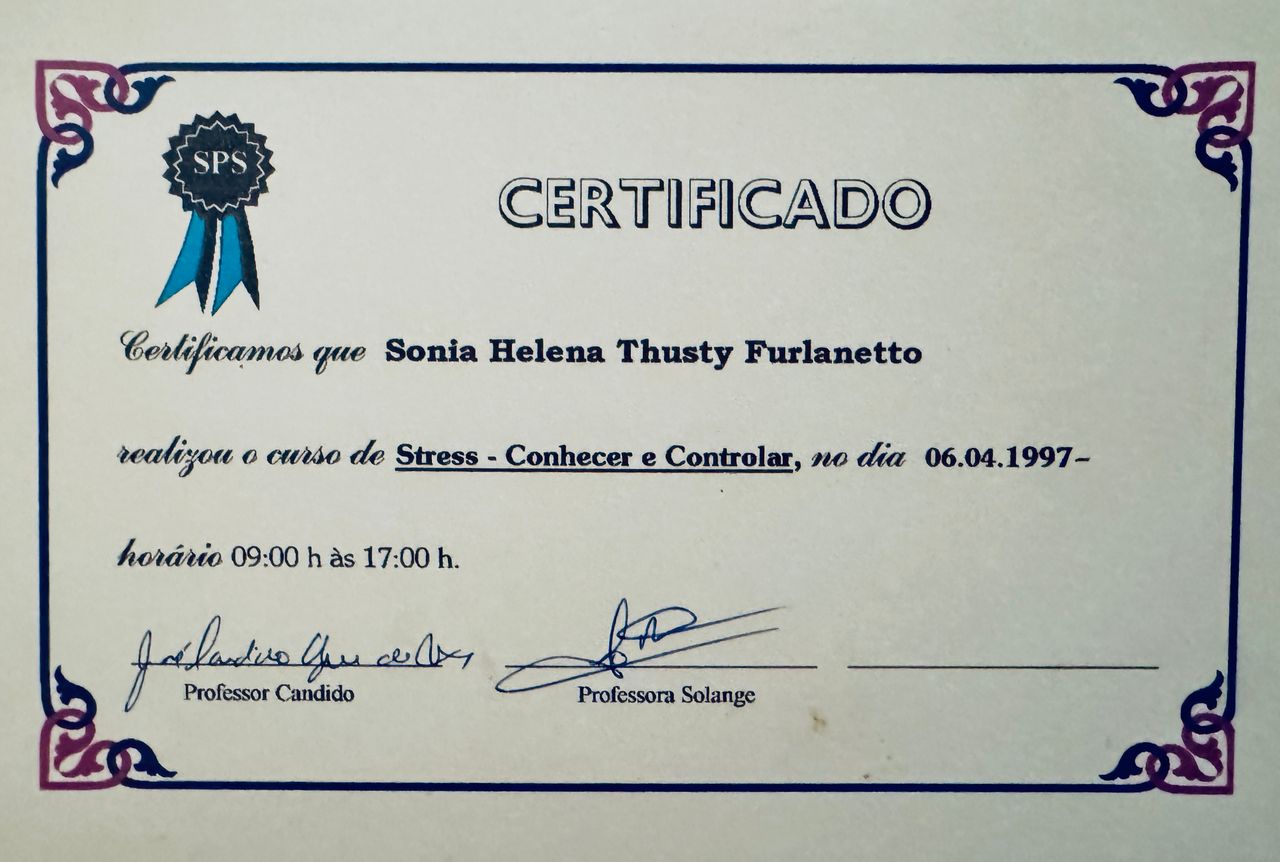 SPS
CERTIFICADO
Certificamos que Sonia Helena Thusty Furlanetto
realizou o curso de Stress - Conhecer e Controlar, no dia 06.04.1997-
horário 09:00 h às 17:00 h.
Professor Candido
Professora Solange